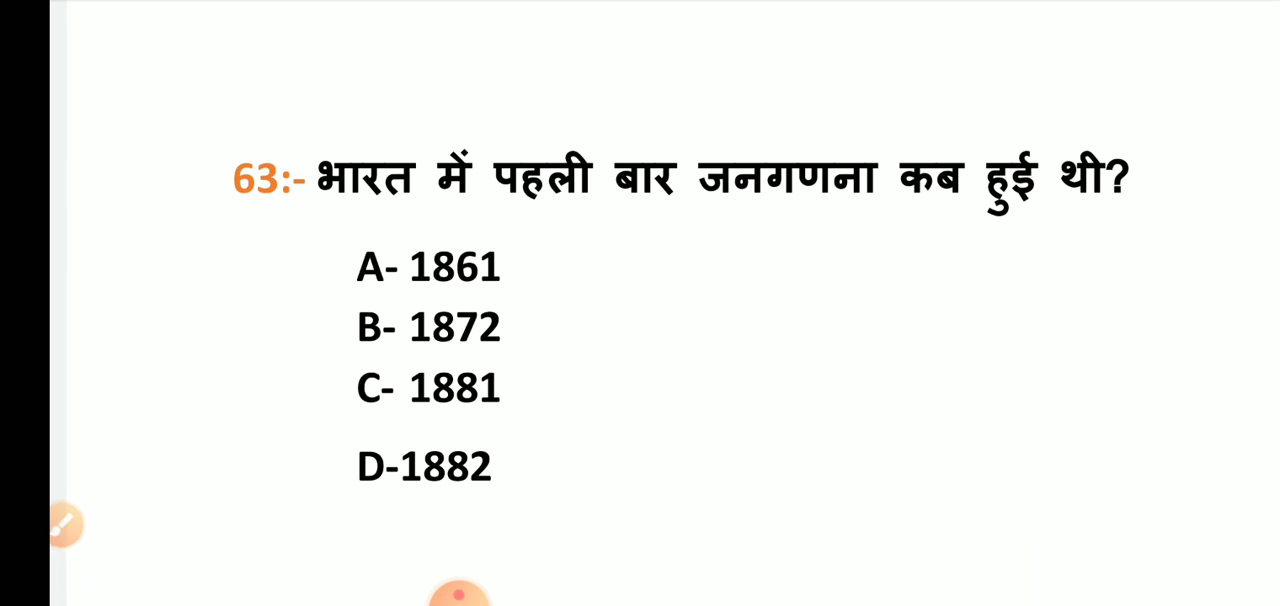 63:- भारत में पहली बार जनगणना कब हुई थी?
A- 1861
B- 1872
C- 1881
D-1882